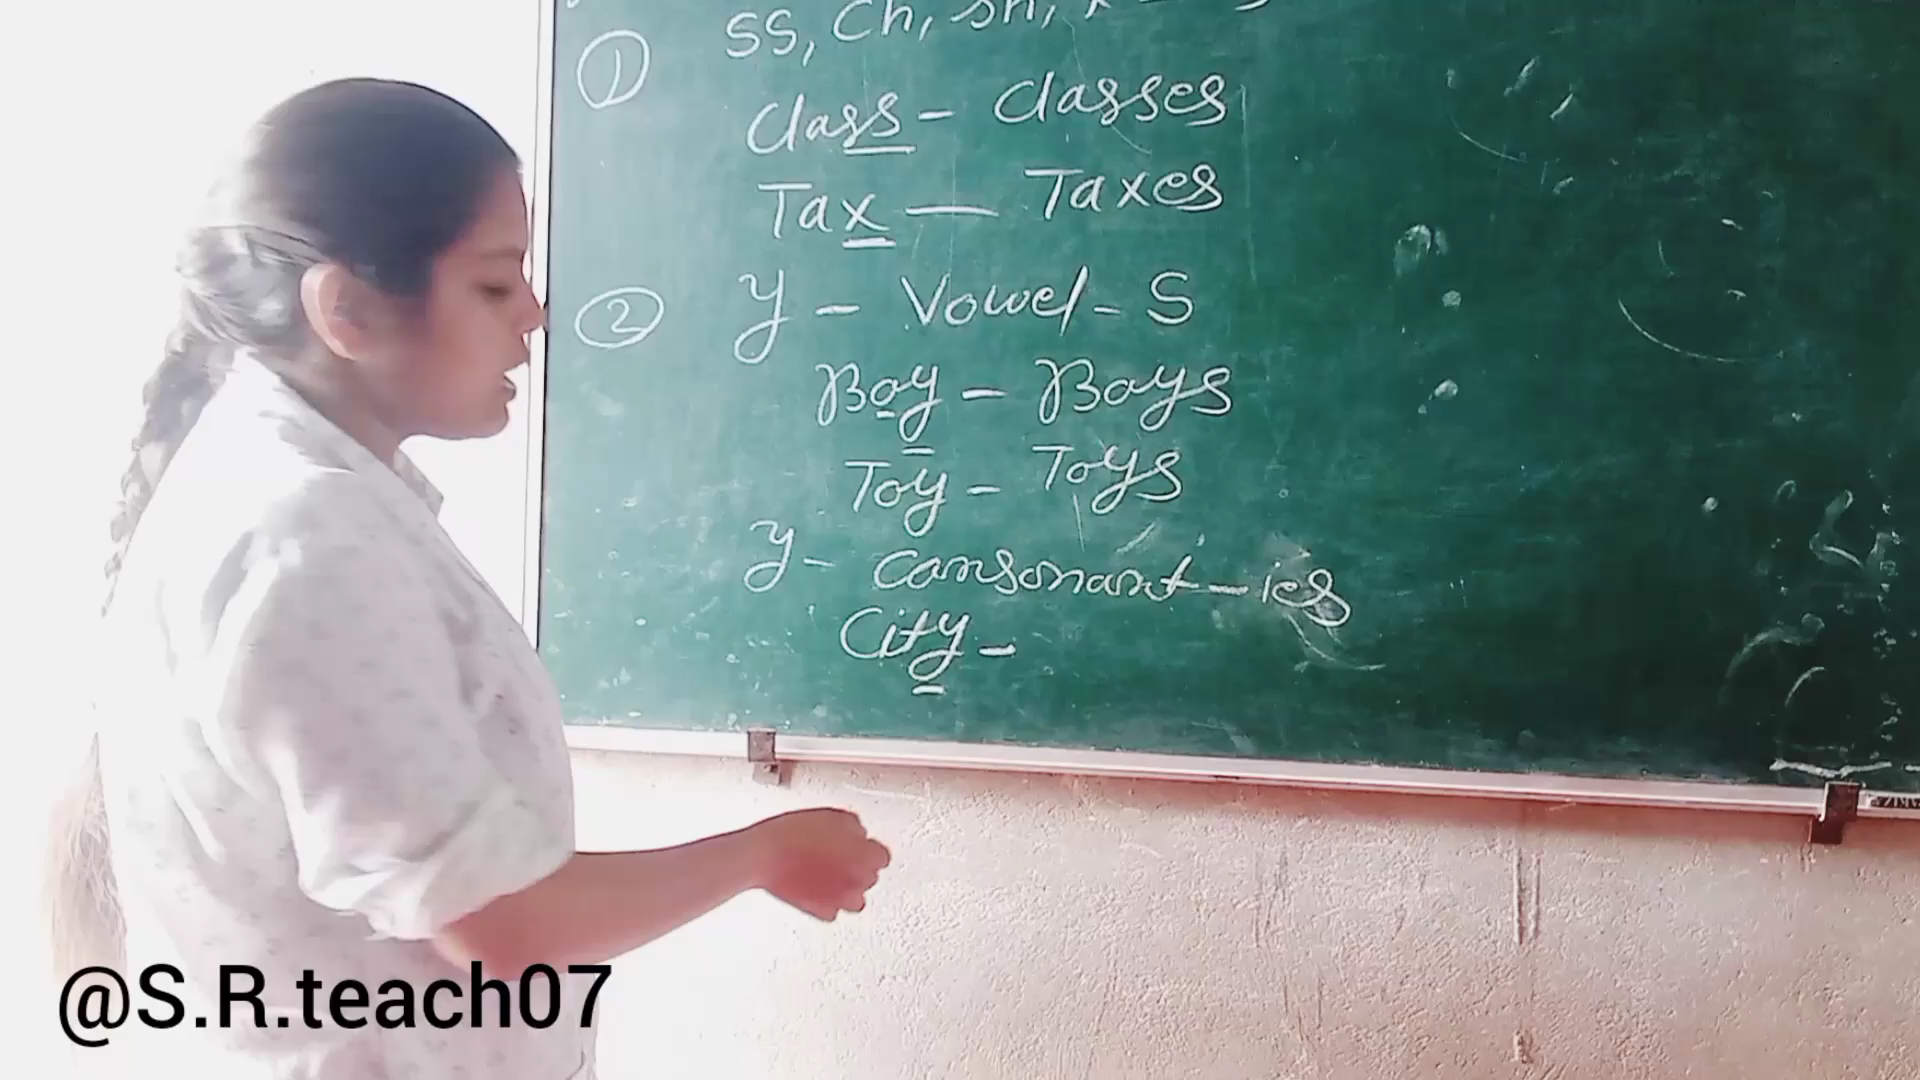 SS, Ch, Sh, x
①
Class - Classes
Tax — Taxes
② y - Vowel - S
Boy - Boys
Toy - Toys
y - Consonant - ies
City -
@S.R.teach07